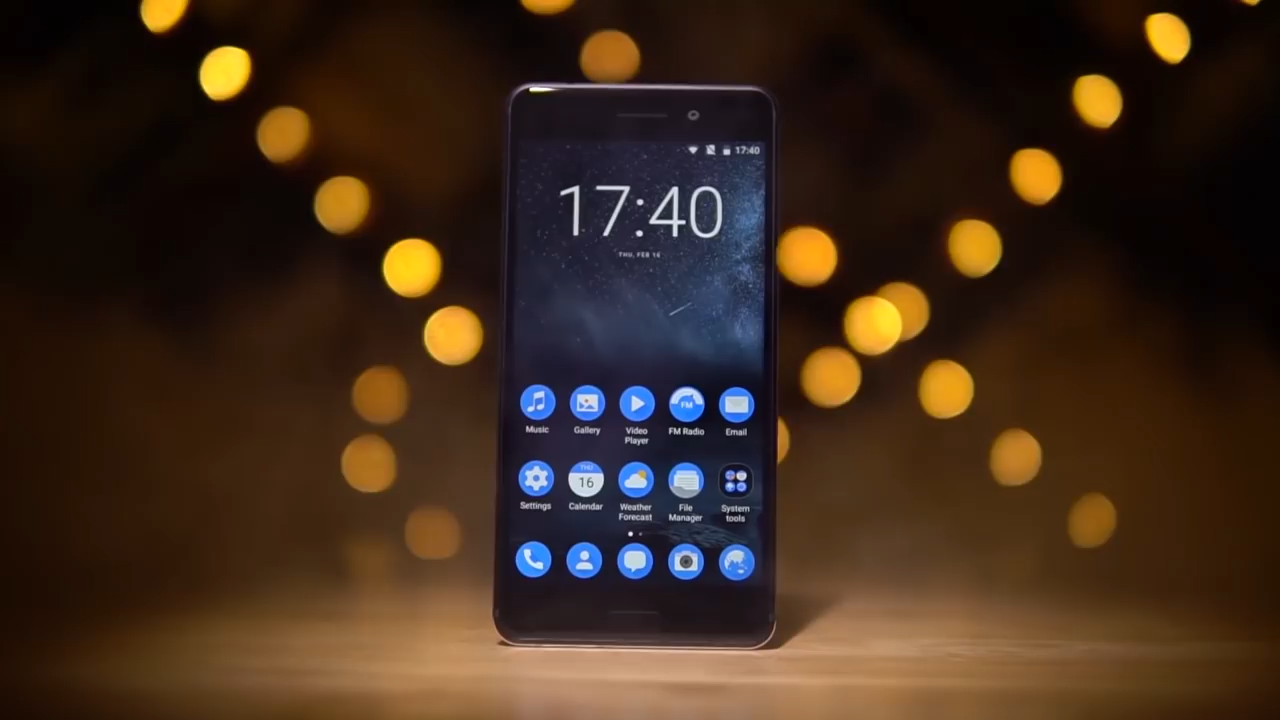 17:40
17:40
THU, FEB 16
Music
Gallery
Video
Player
FM
FM Radio
Email
Settings
THU
16
Calendar
Weather
Forecast
File
Manager
System
tools